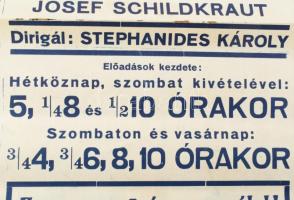 JOSEF SCHILDKRAUT
Dirigál: STEPHANIDES KÁROLY
Előadások kezdete:
Hétköznap, szombat kivételével:
5, 1/48 és 1/210 ÓRAKOR
Szombaton és vasárnap:
3/44, 3/46, 8, 10 ÓRAKOR